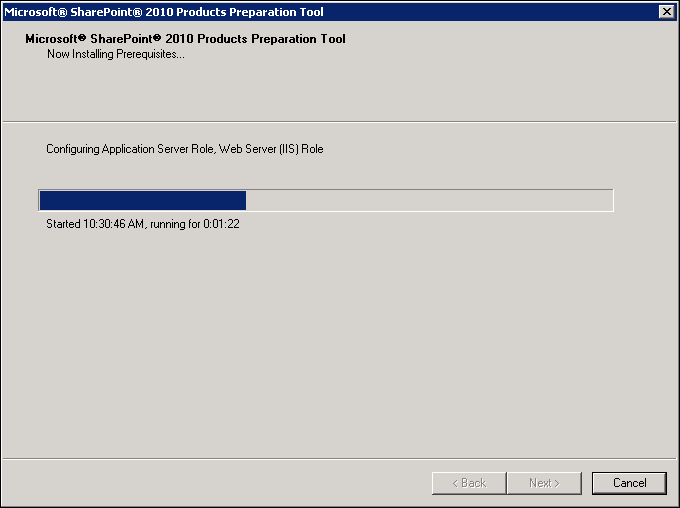 Microsoft® SharePoint® 2010 Products Preparation Tool
Microsoft® SharePoint® 2010 Products Preparation Tool
Now Installing Prerequisites...
Configuring Application Server Role, Web Server (IIS) Role
Started 10:30:46 AM, running for 0:01:22
< Back
Next >
Cancel